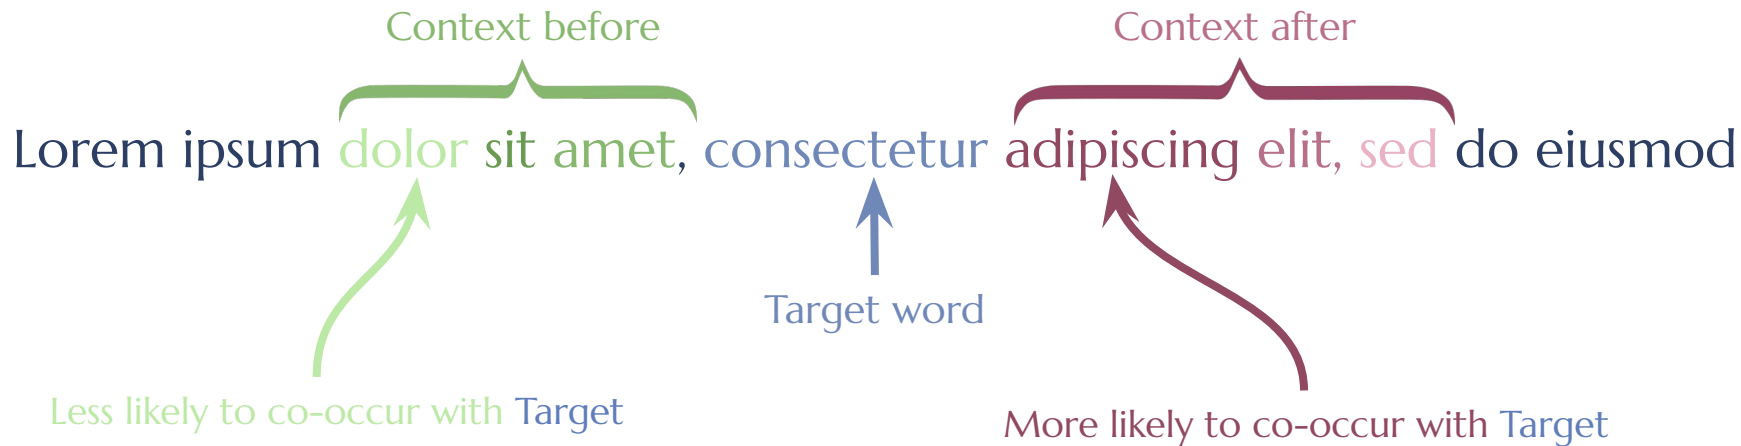 Context before
Context after
Lorem ipsum dolor sit amet, consectetur adipiscing elit, sed do eiusmod
Target word
Less likely to co-occur with Target
More likely to co-occur with Target